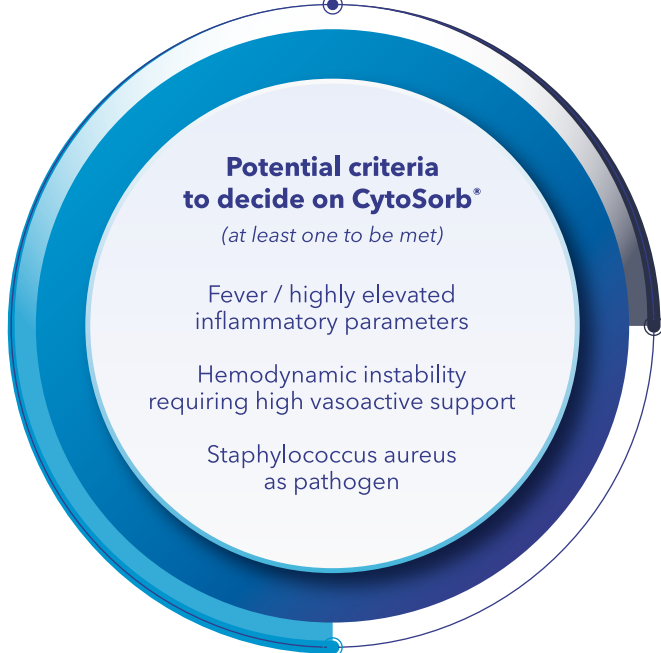 Potential criteria
to decide on CytoSorb®
(at least one to be met)
Fever / highly elevated
inflammatory parameters
Hemodynamic instability
requiring high vasoactive support
Staphylococcus aureus
as pathogen